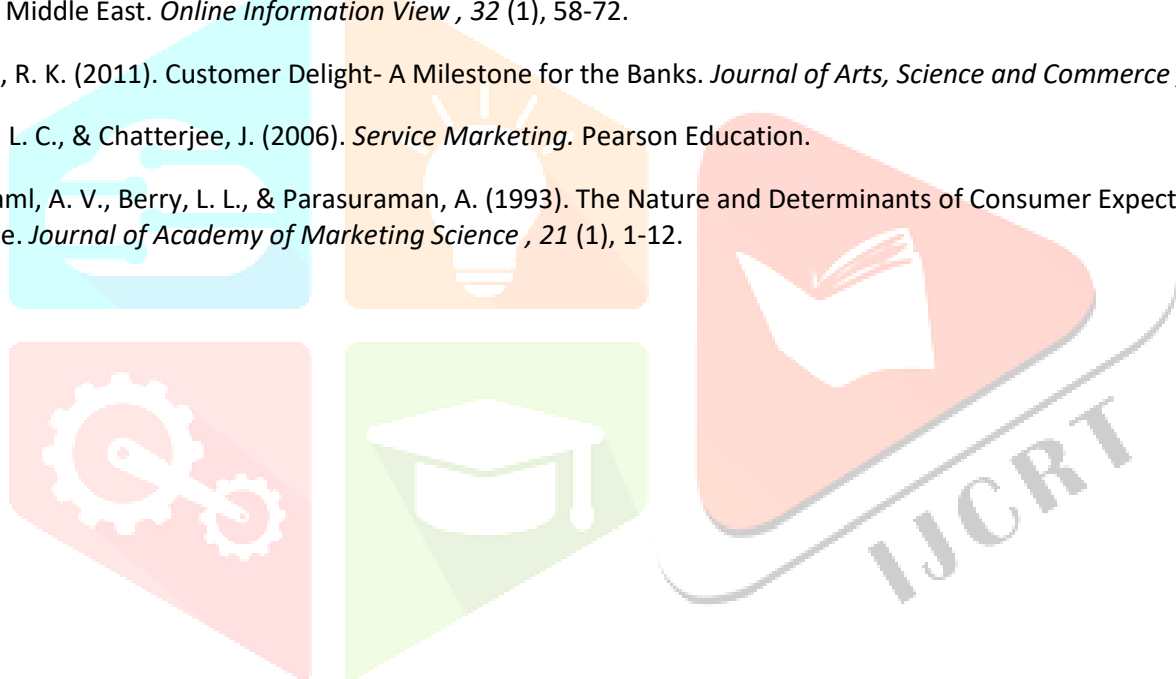 Middle East. Online Information View , 32 (1), 58-72.
, R. K. (2011). Customer Delight- A Milestone for the Banks. Journal of Arts, Science and Commerce ,
L. C., & Chatterjee, J. (2006). Service Marketing. Pearson Education.
aml, A. V., Berry, L. L., & Parasuraman, A. (1993). The Nature and Determinants of Consumer Expect
e. Journal of Academy of Marketing Science , 21 (1), 1-12.
IJCRT